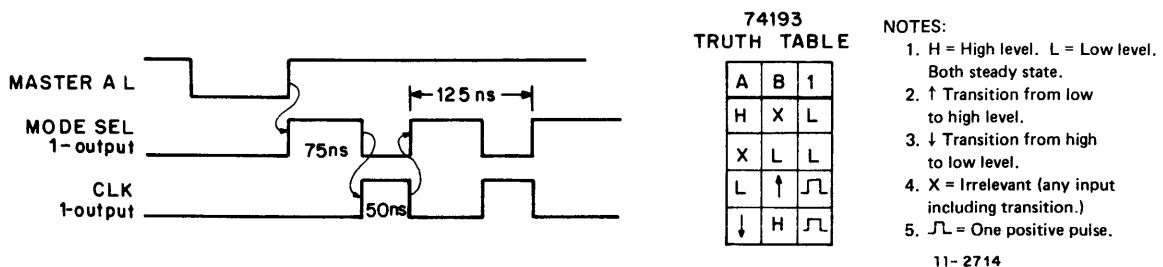 MASTER A L
MODE SEL
1-output
CLK
1-output
75ns
50ns
125 ns
74193
TRUTH TABLE
A B 1
H X L
X L L
L ↑ ⎍
↓ H ⎍
NOTES:
1. H = High level. L = Low level.
Both steady state.
2. ↑ Transition from low
to high level.
3. ↓ Transition from high
to low level.
4. X = Irrelevant (any input
including transition.)
5. ⎍ = One positive pulse.
11-2714